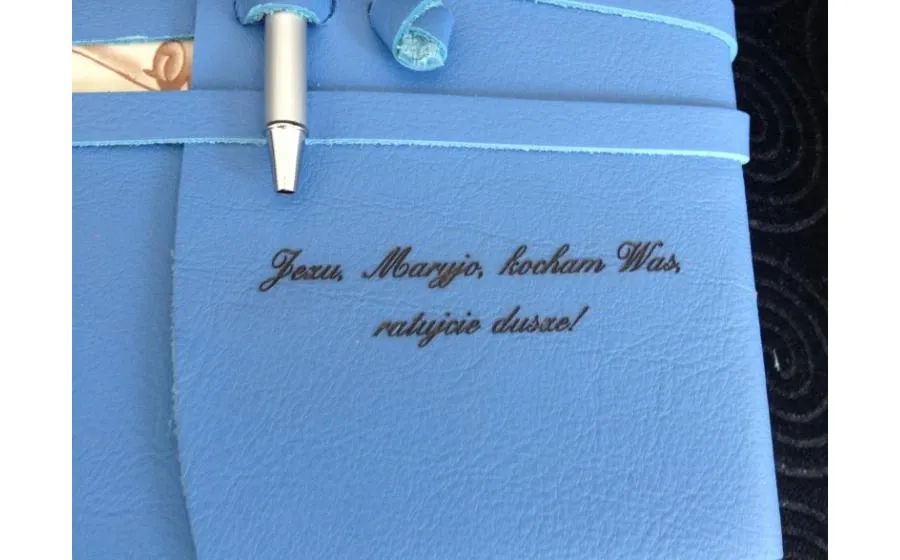 Jezu, Maryjo, kocham Was,
ratujcie dusze!